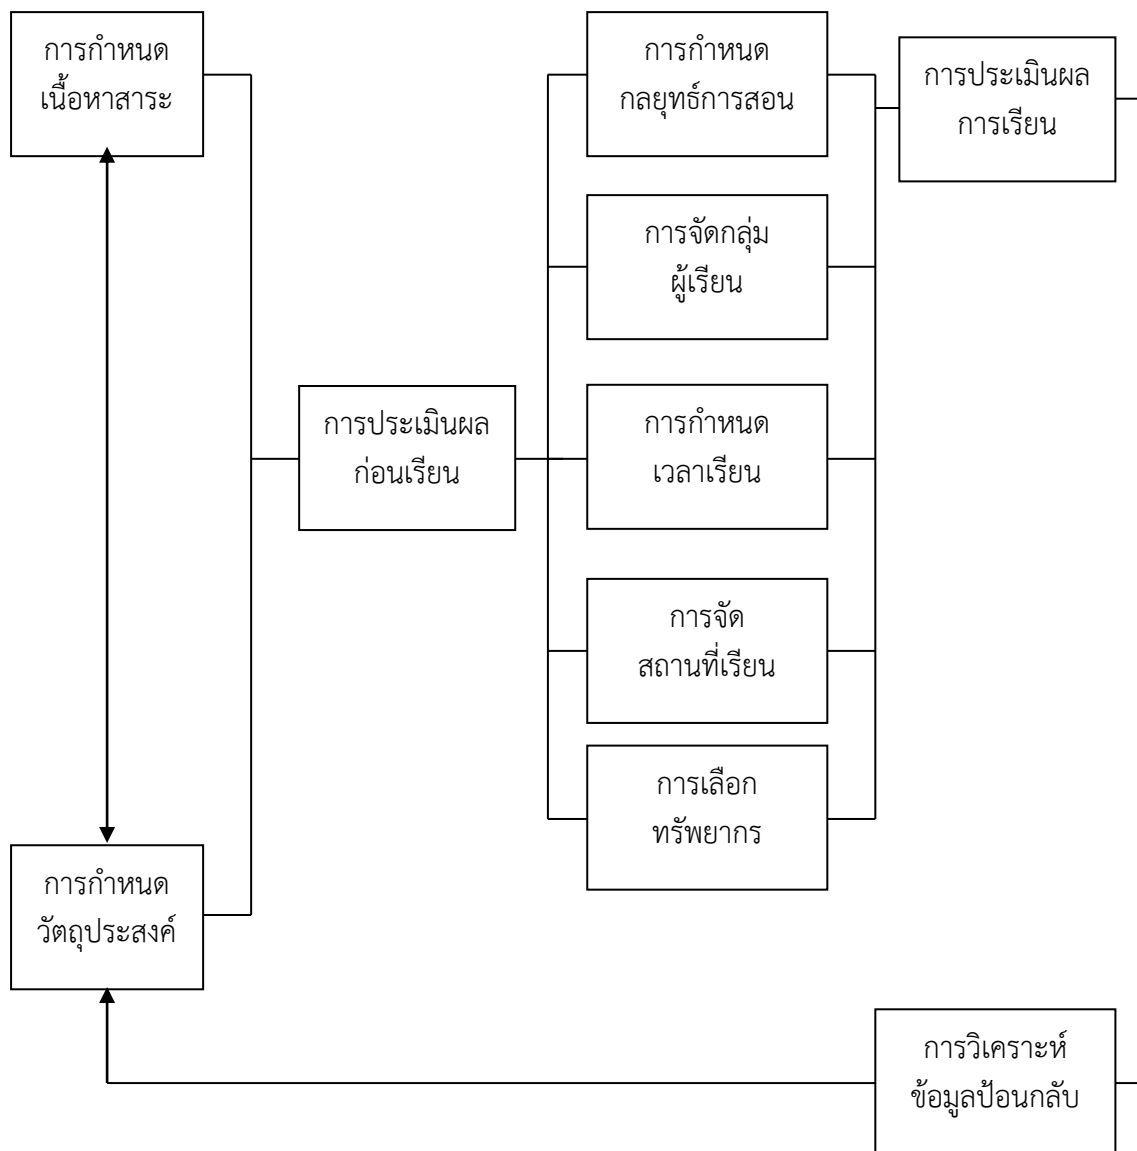 การกำหนด
เนื้อหาสาระ
การกำหนด
วัตถุประสงค์
การประเมินผล
ก่อนเรียน
การกำหนด
กลยุทธ์การสอน
การจัดกลุ่ม
ผู้เรียน
การกำหนด
เวลาเรียน
การจัด
สถานที่เรียน
การเลือก
ทรัพยากร
การประเมินผล
การเรียน
การวิเคราะห์
ข้อมูลป้อนกลับ